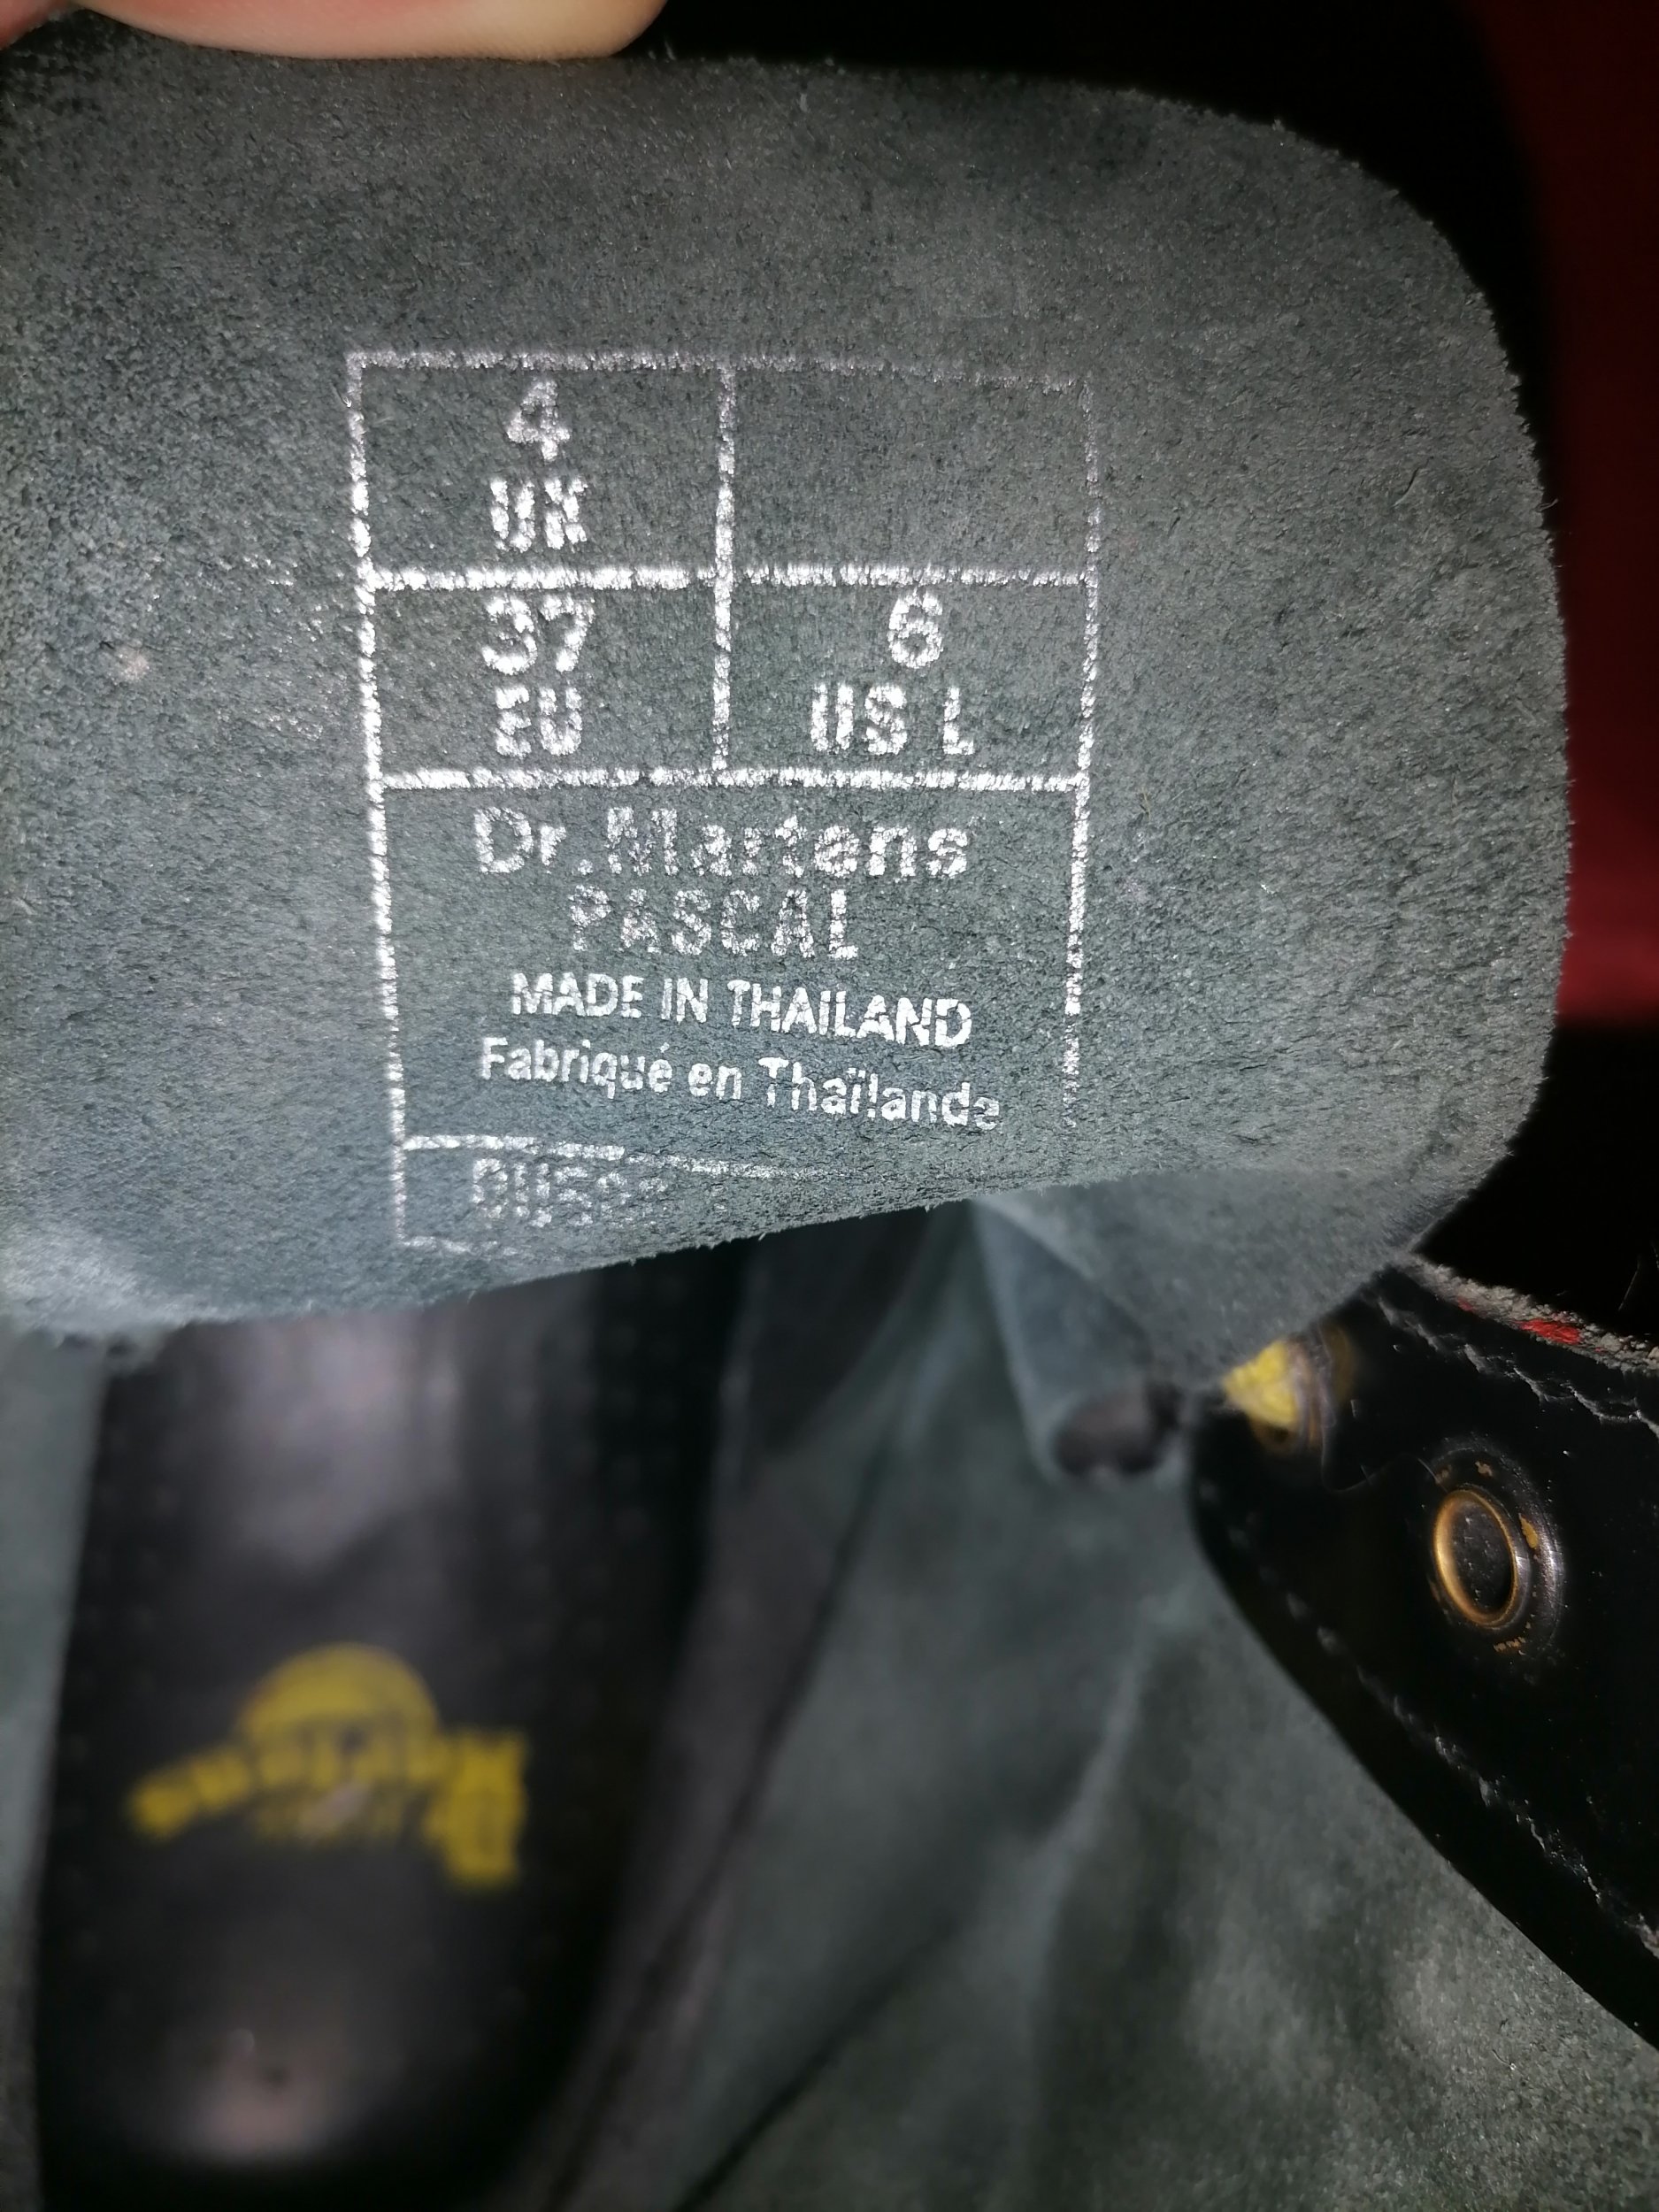 4
UK
37
EU
6
US L
Dr.Martens
PASCAL
MADE IN THAILAND
Fabriqué en Thaïlande